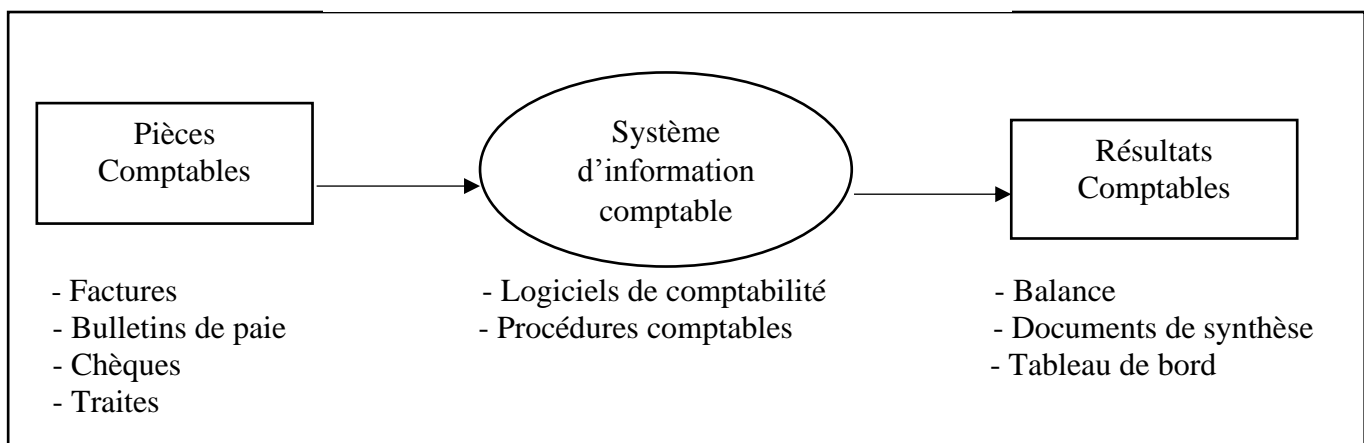 Pièces
Comptables
Système
d’information
comptable
Résultats
Comptables
- Factures
- Bulletins de paie
- Chèques
- Traites
- Logiciels de comptabilité
- Procédures comptables
- Balance
- Documents de synthèse
- Tableau de bord